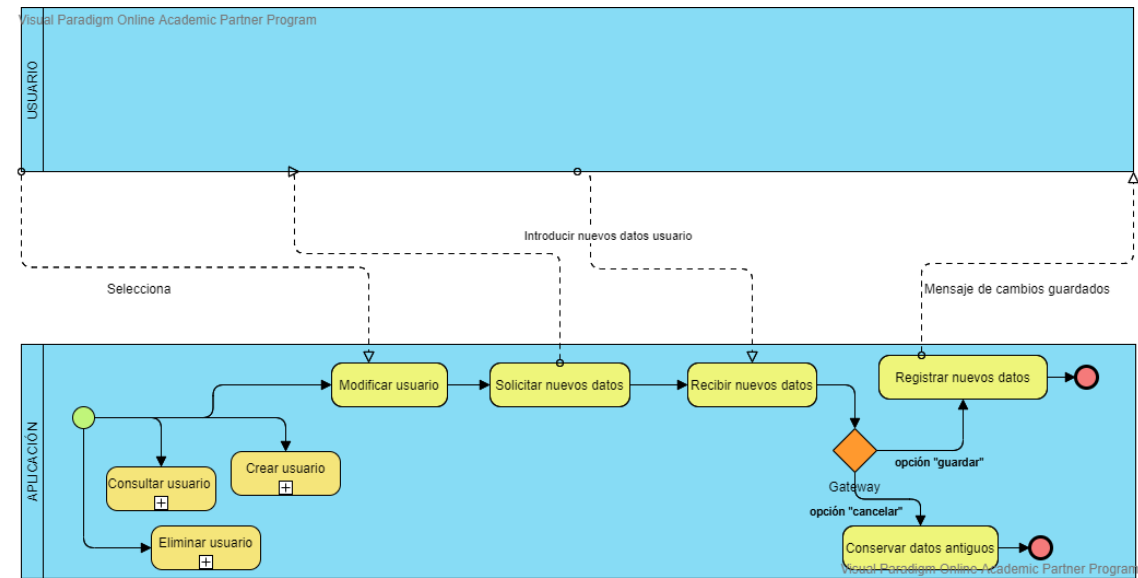 Visual Paradigm Online Academic Partner Program
USUARIO
Introducir nuevos datos usuario
Selecciona
Mensaje de cambios guardados
APLICACIÓN
Modificar usuario
Solicitar nuevos datos
Recibir nuevos datos
Registrar nuevos datos
Crear usuario
Consultar usuario
Eliminar usuario
opción "guardar"
Gateway
opción "cancelar"
Conservar datos antiguos
Visual Paradigm Online Academic Partner Program